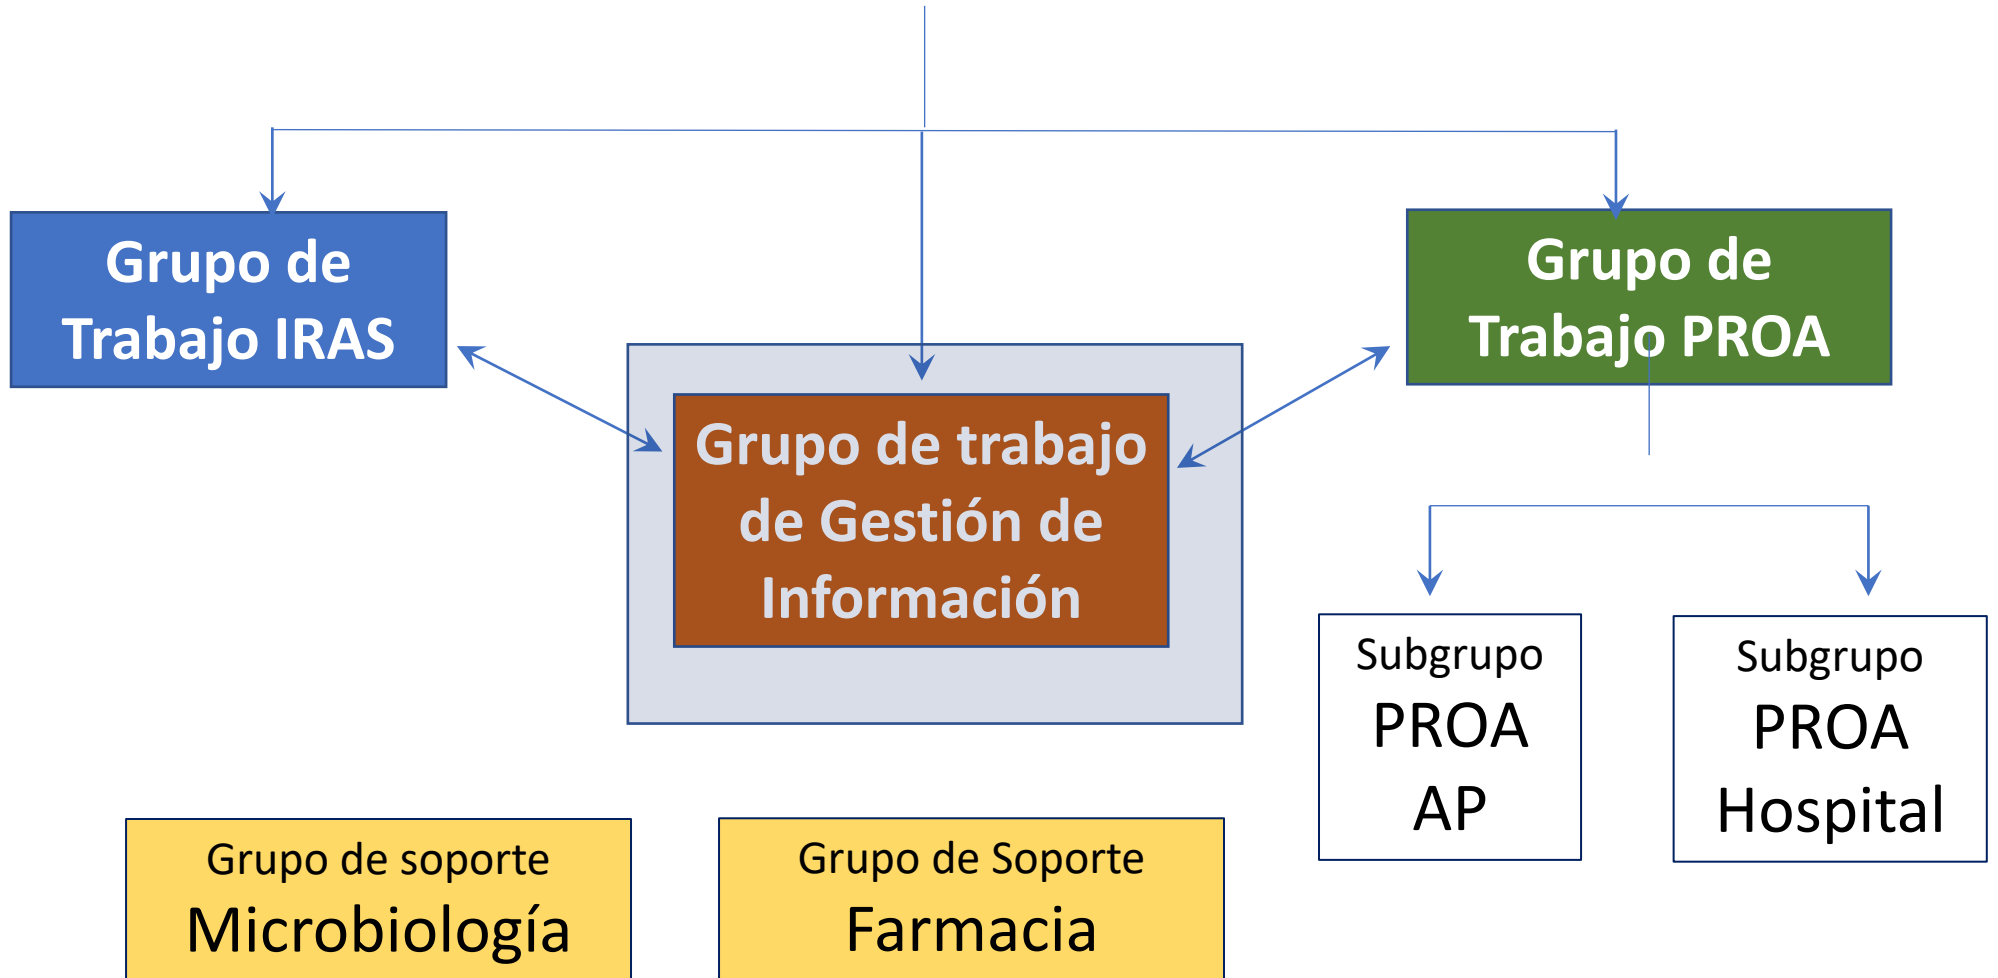 Grupo de
Trabajo IRAS
Grupo de
Trabajo PROA
Grupo de trabajo
de Gestión de
Información
Subgrupo
PROA
AP
Subgrupo
PROA
Hospital
Grupo de soporte
Microbiología
Grupo de Soporte
Farmacia